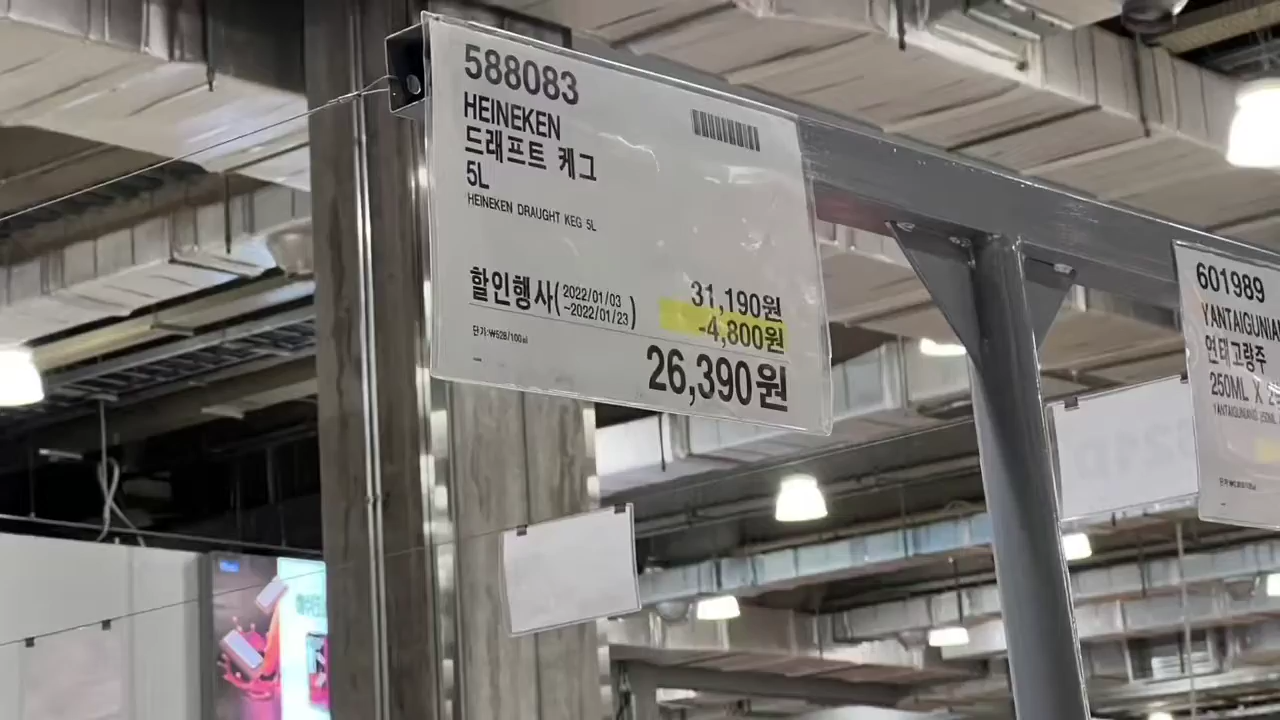 588083
HEINEKEN
드래프트 케그
5L
HEINEKEN DRAUGHT KEG 5L
할인행사(2022/01/03
~2022/01/23)
31,190원
-4,800원
단가:₩528/100㎖
26,390원
601989
YANTAIGUNIA
연태고량주
250ML X